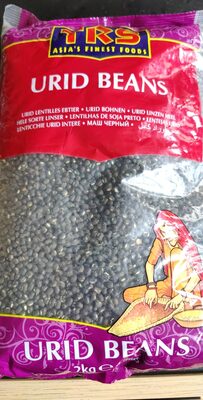 TRS
ASIA'S FINEST FOODS
URID BEANS
URID LENTILLES ENTIER • URID BOHNEN • URID LINZEN HELE
HELE SORTE LINSER • LENTILHAS DE SOJA PRETO •
LENTICCHIE URID INTERE • МАШ ЧЕРНЫЙ •
URID BEANS
2kg e